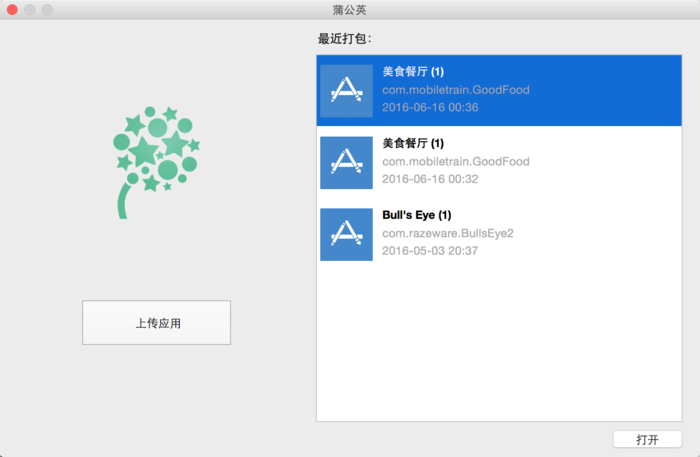 蒲公英
最近打包：
美食餐厅 (1)
com.mobiletrain.GoodFood
2016-06-16 00:36
美食餐厅 (1)
com.mobiletrain.GoodFood
2016-06-16 00:32
Bull's Eye (1)
com.razeware.BullsEye2
2016-05-03 20:37
上传应用
打开